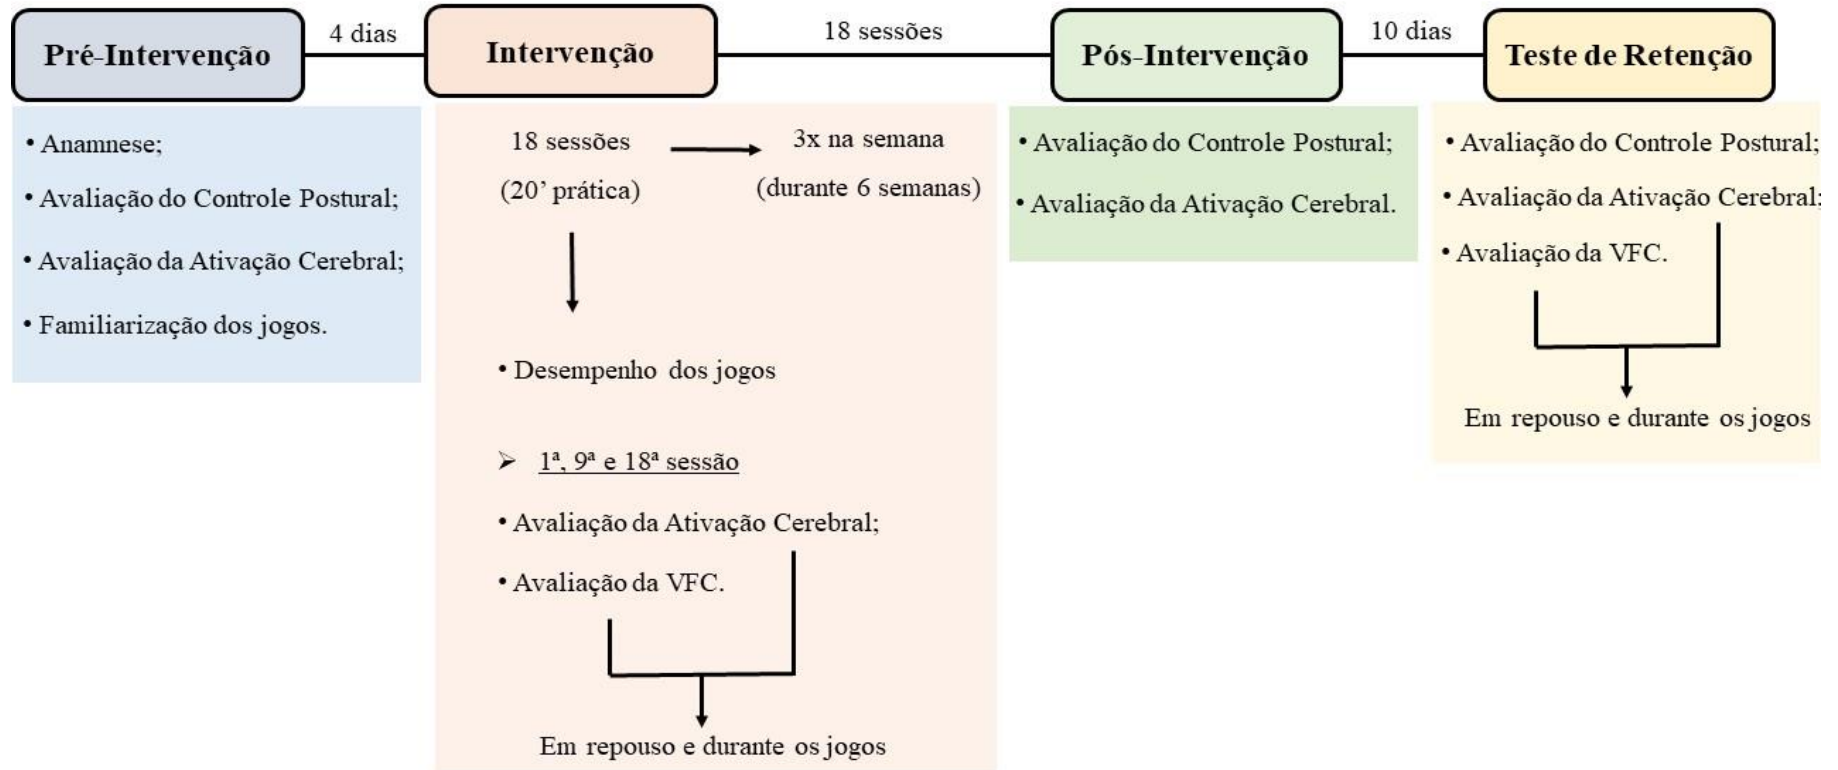 Pré-Intervenção
4 dias
Intervenção
18 sessões
Pós-Intervenção
10 dias
Teste de Retenção
• Anamnese;
• Avaliação do Controle Postural;
• Avaliação da Ativação Cerebral;
• Familiarização dos jogos.
18 sessões
(20’ prática)
3x na semana
(durante 6 semanas)
• Desempenho dos jogos
➢ 1ª, 9ª e 18ª sessão
• Avaliação da Ativação Cerebral;
• Avaliação da VFC.
Em repouso e durante os jogos
• Avaliação do Controle Postural;
• Avaliação da Ativação Cerebral.
• Avaliação do Controle Postural;
• Avaliação da Ativação Cerebral;
• Avaliação da VFC.
Em repouso e durante os jogos